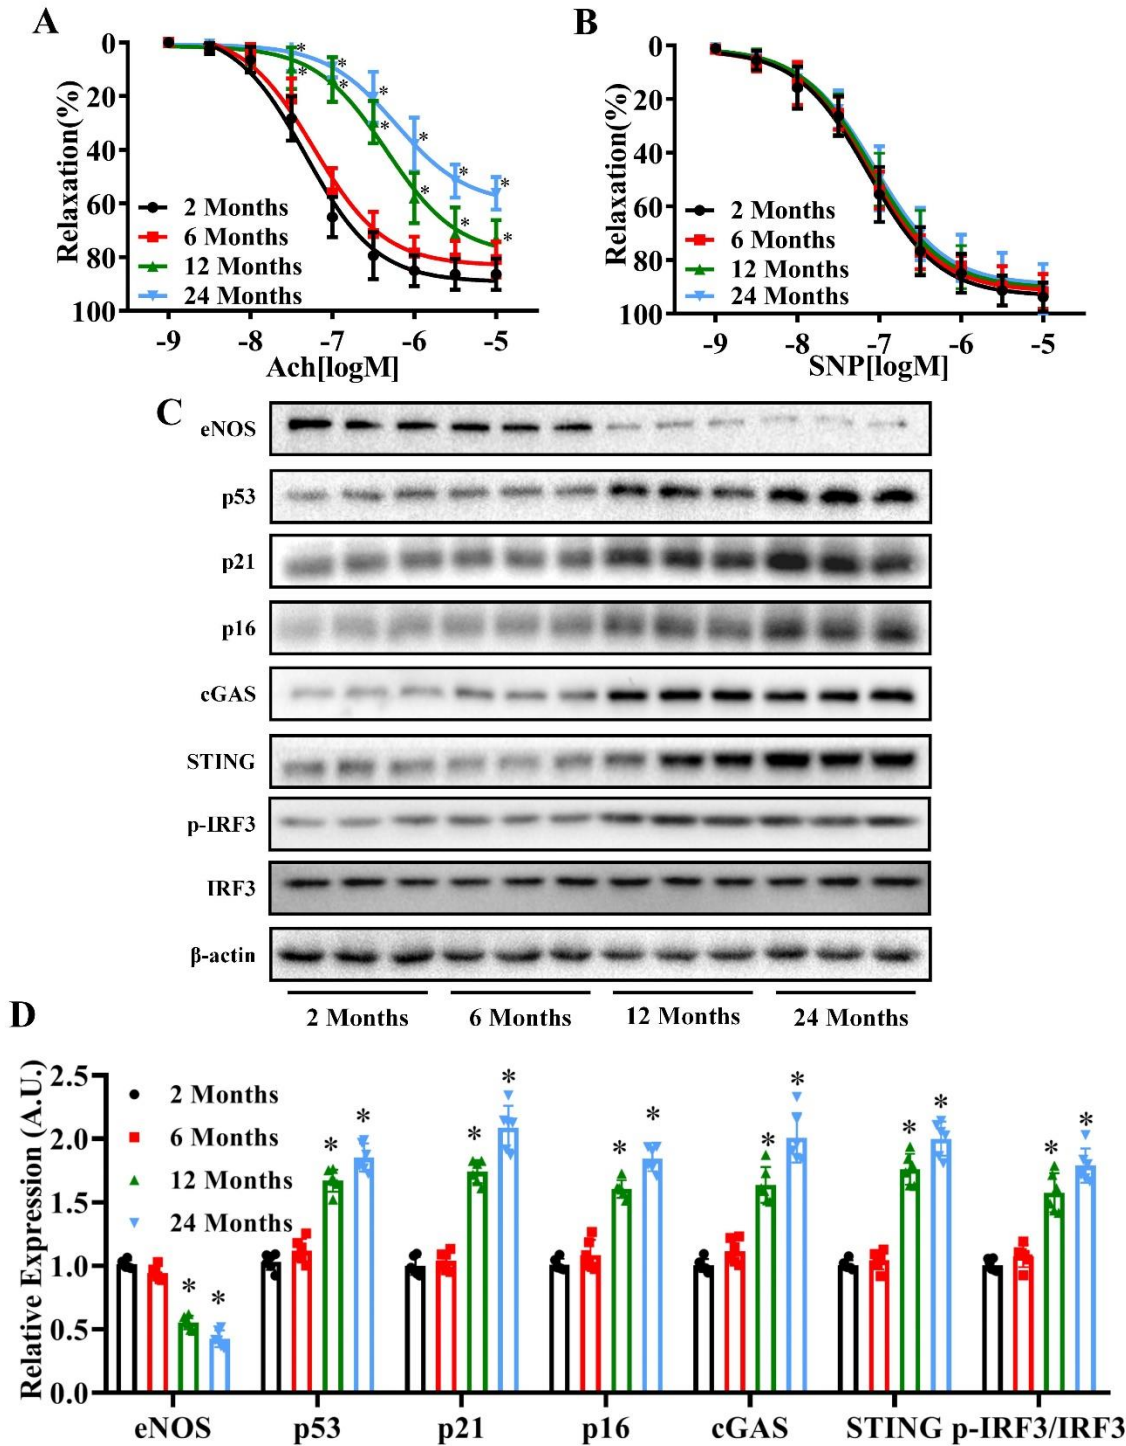 A
0
20
40
60
80
100
Relaxation(%)
2 Months
6 Months
12 Months
24 Months
* * * * * * * * * * *
-9 -8 -7 -6 -5
Ach[logM]
B
0
20
40
60
80
100
Relaxation(%)
2 Months
6 Months
12 Months
24 Months
-9 -8 -7 -6 -5
SNP[logM]
C
eNOS
p53
p21
p16
cGAS
STING
p-IRF3
IRF3
β-actin
2 Months 6 Months 12 Months 24 Months
D
Relative Expression (A.U.)
2.5
2.0
1.5
1.0
0.5
0.0
2 Months
6 Months
12 Months
24 Months
* * * * * * * * * * * * * *
eNOS p53 p21 p16 cGAS STING p-IRF3/IRF3